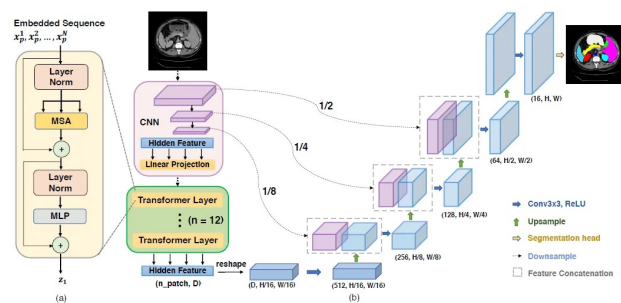 Embedded Sequence
x_p^1, x_p^2, ..., x_p^N
Layer
Norm
MSA
+
Layer
Norm
MLP
+
z_1
(a)
CNN
Hidden Feature
Linear Projection
Transformer Layer
(n = 12)
Transformer Layer
Hidden Feature
(n_patch, D)
reshape
(D, H/16, W/16)
(512, H/16, W/16)
(b)
1/2
1/4
1/8
(256, H/8, W/8)
(128, H/4, W/4)
(64, H/2, W/2)
(16, H, W)
Conv3x3, ReLU
Upsample
Segmentation head
Downsample
Feature Concatenation